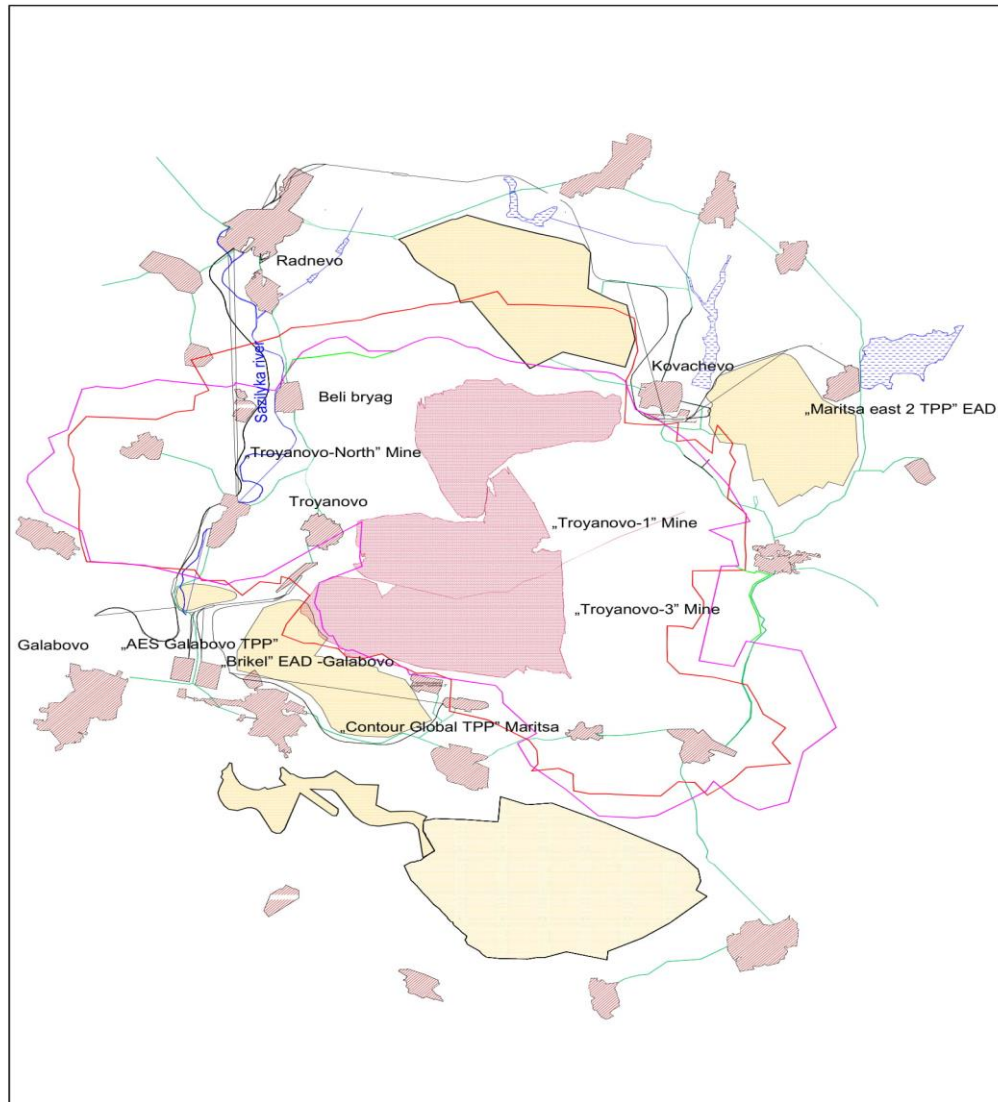 Radnevo
Sazlyka river
Kovachevo
Beli bryag
„Maritsa east 2 TPP” EAD
„Troyanovo-North” Mine
Troyanovo
„Troyanovo-1” Mine
„Troyanovo-3” Mine
Galabovo
„AES Galabovo TPP”
„Brikel” EAD -Galabovo
„Contour Global TPP” Maritsa